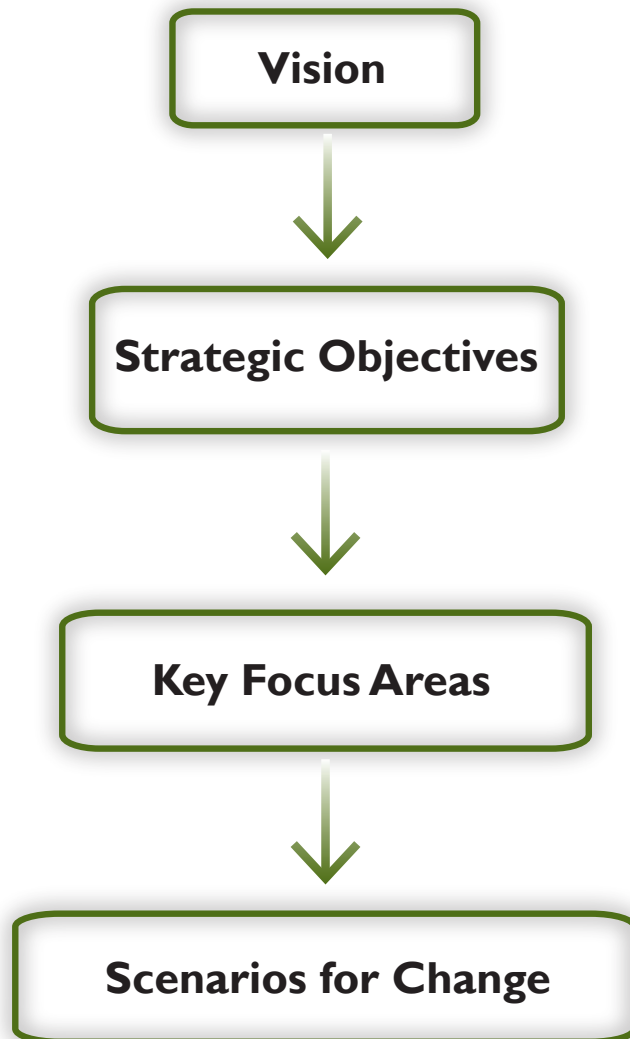 Vision
Strategic Objectives
Key Focus Areas
Scenarios for Change